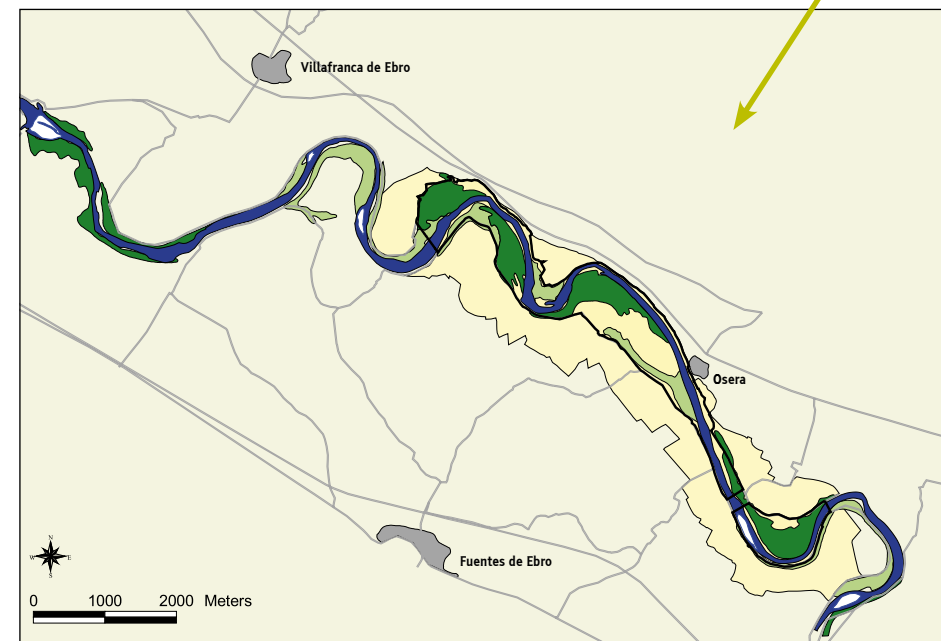 Villafranca de Ebro
Osera
Fuentes de Ebro
N
W E
S
0 1000 2000 Meters